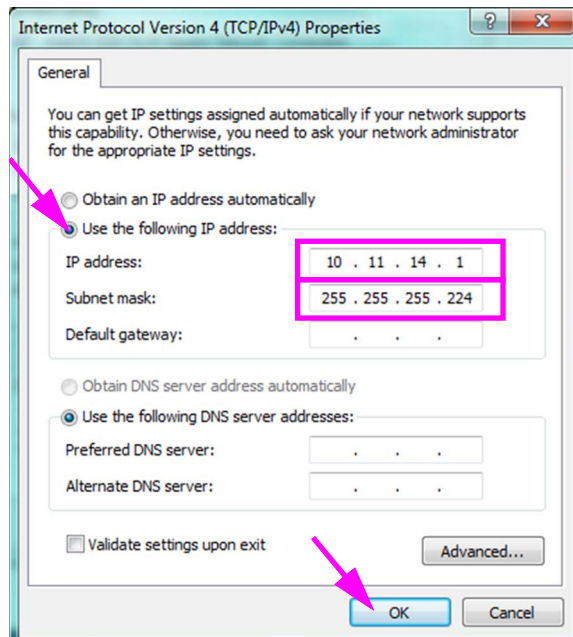 Internet Protocol Version 4 (TCP/IPv4) Properties
?
x
General
You can get IP settings assigned automatically if your network supports
this capability. Otherwise, you need to ask your network administrator
for the appropriate IP settings.
Obtain an IP address automatically
Use the following IP address:
IP address: 10 . 11 . 14 . 1
Subnet mask: 255 . 255 . 255 . 224
Default gateway: . . .
Obtain DNS server address automatically
Use the following DNS server addresses:
Preferred DNS server: . . .
Alternate DNS server: . . .
Validate settings upon exit
Advanced...
OK Cancel